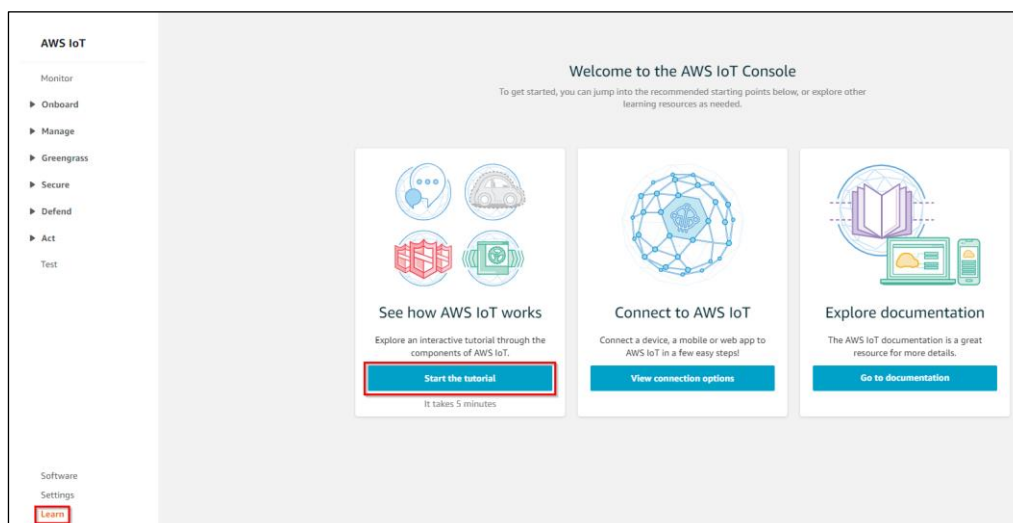 AWS IoT
Monitor
Onboard
Manage
Greengrass
Secure
Defend
Act
Test
Software
Settings
Learn
Welcome to the AWS IoT Console
To get started, you can jump into the recommended starting points below, or explore other
learning resources as needed.
See how AWS IoT works
Explore an interactive tutorial through the
components of AWS IoT.
Start the tutorial
It takes 5 minutes
Connect to AWS IoT
Connect a device, a mobile or web app to
AWS IoT in a few easy steps!
View connection options
Explore documentation
The AWS IoT documentation is a great
resource for more details.
Go to documentation